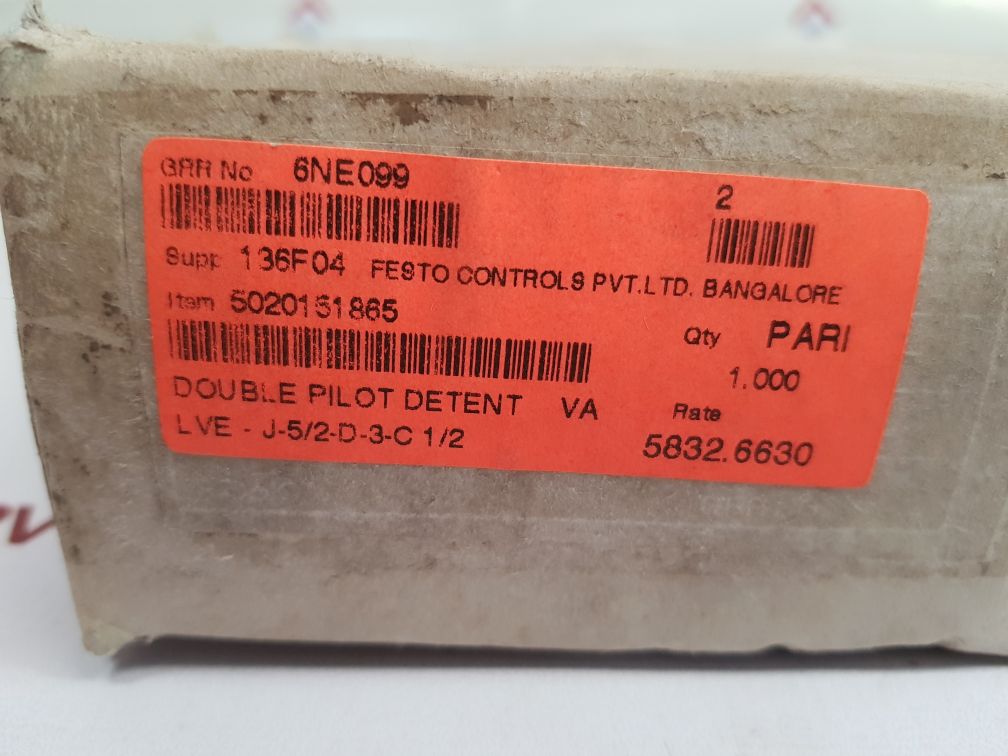 GRR No 6NE099 2
Supp 136F04 FESTO CONTROLS PVT.LTD. BANGALORE
Item 5020151865
Qty PARI
1.000
DOUBLE PILOT DETENT VA
Rate
LVE - J-5/2-D-3-C 1/2
5832.6630